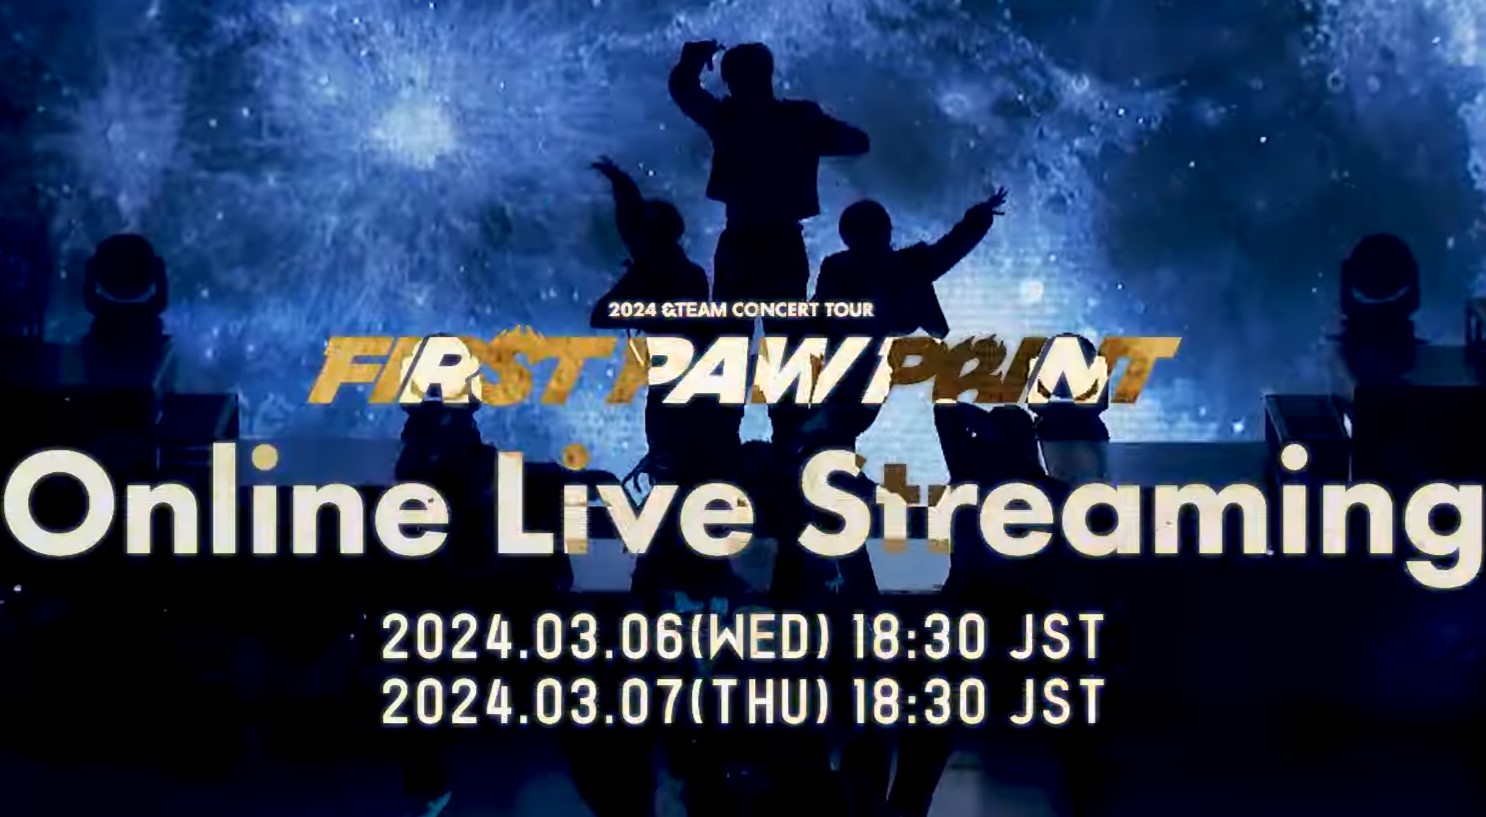 2024 &TEAM CONCERT TOUR
FIRST PAW PRINT
Online Live Streaming
2024.03.06(WED) 18:30 JST
2024.03.07(THU) 18:30 JST